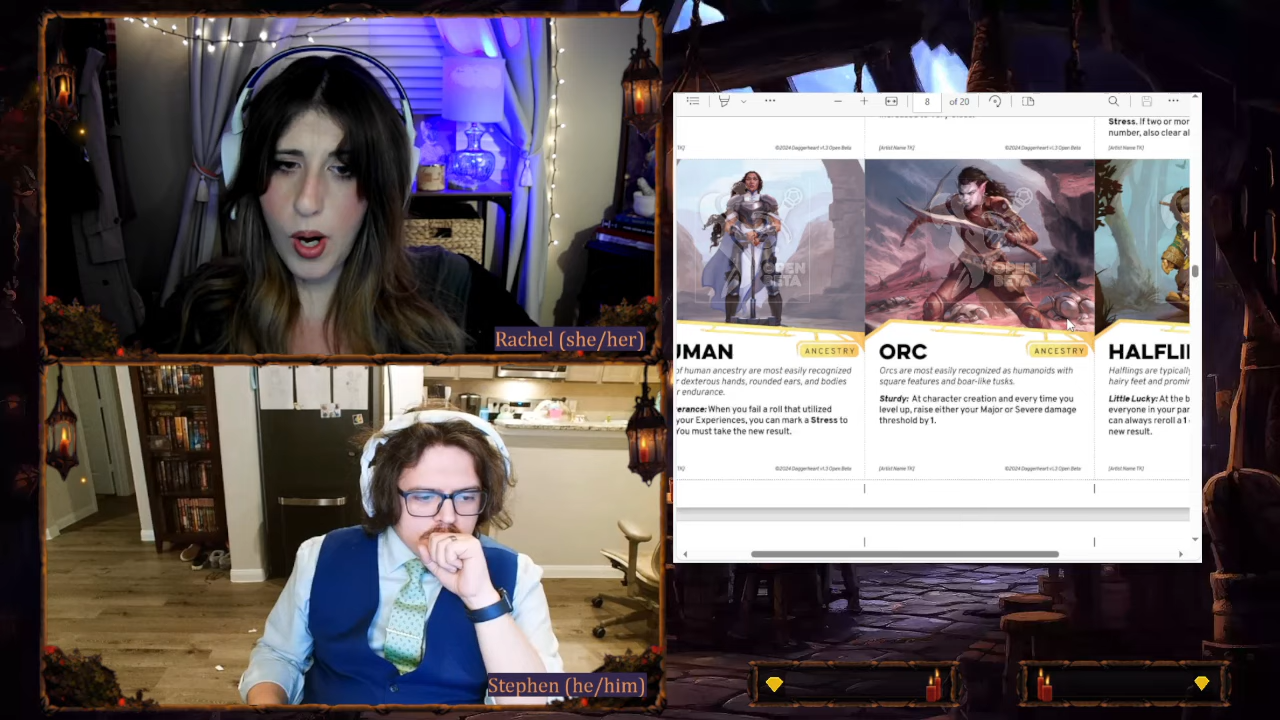 Rachel (she/her)
Stephen (he/him)
8 of 20
Stress. If two or mor
number, also clear al
TK]
©2024 Daggerheart v1.3 Open Beta
[Artist Name TK]
©2024 Daggerheart v1.3 Open Beta
[Artist Name TK]
OPEN
BETA
OPEN
BETA
UMAN
ANCESTRY
of human ancestry are most easily recognized
r dexterous hands, rounded ears, and bodies
r endurance.
erance: When you fail a roll that utilized
your Experiences, you can mark a Stress to
You must take the new result.
TK]
©2024 Daggerheart v1.3 Open Beta
ORC
ANCESTRY
Orcs are most easily recognized as humanoids with
square features and boar-like tusks.
Sturdy: At character creation and every time you
level up, raise either your Major or Severe damage
threshold by 1.
[Artist Name TK]
©2024 Daggerheart v1.3 Open Beta
HALFLI
Halflings are typicall
hairy feet and promi
Little Lucky: At the b
everyone in your par
can always reroll a 1
new result.
[Artist Name TK]